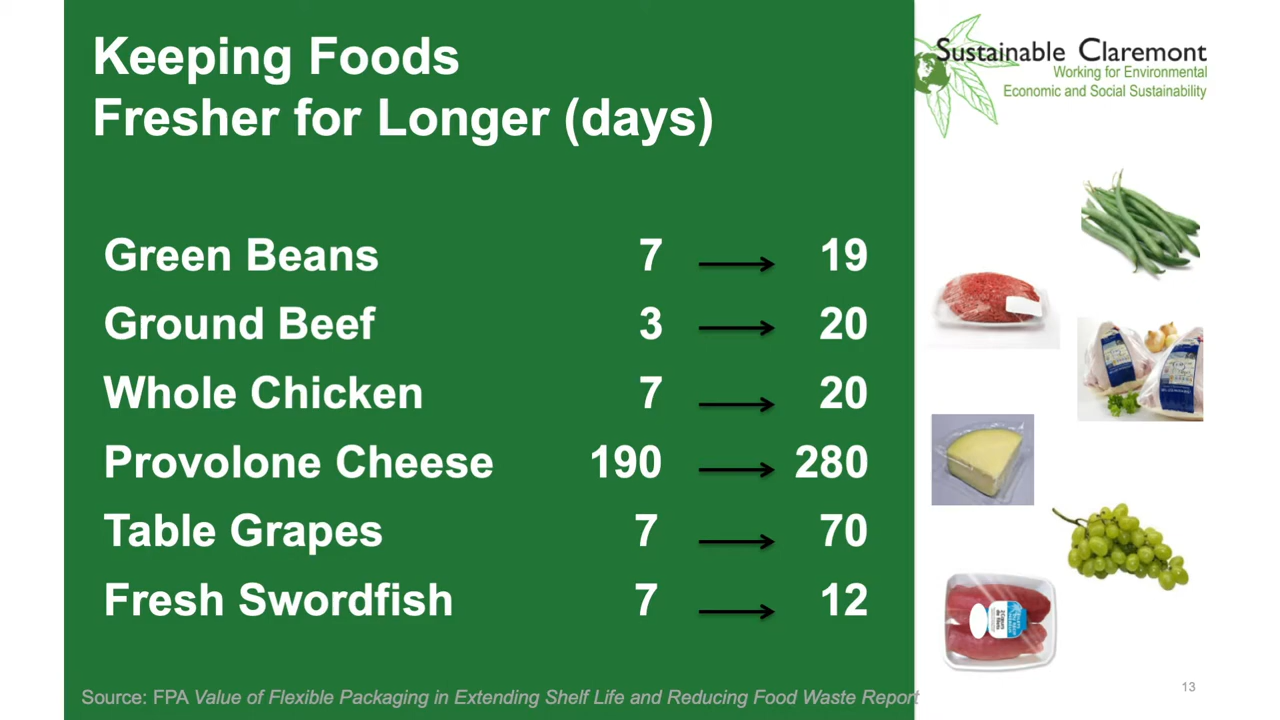 Keeping Foods
Fresher for Longer (days)
Sustainable Claremont
Working for Environmental
Economic and Social Sustainability
Green Beans 7 19
Ground Beef 3 20
Whole Chicken 7 20
Provolone Cheese 190 280
Table Grapes 7 70
Fresh Swordfish 7 12
Source: FPA Value of Flexible Packaging in Extending Shelf Life and Reducing Food Waste Report
13